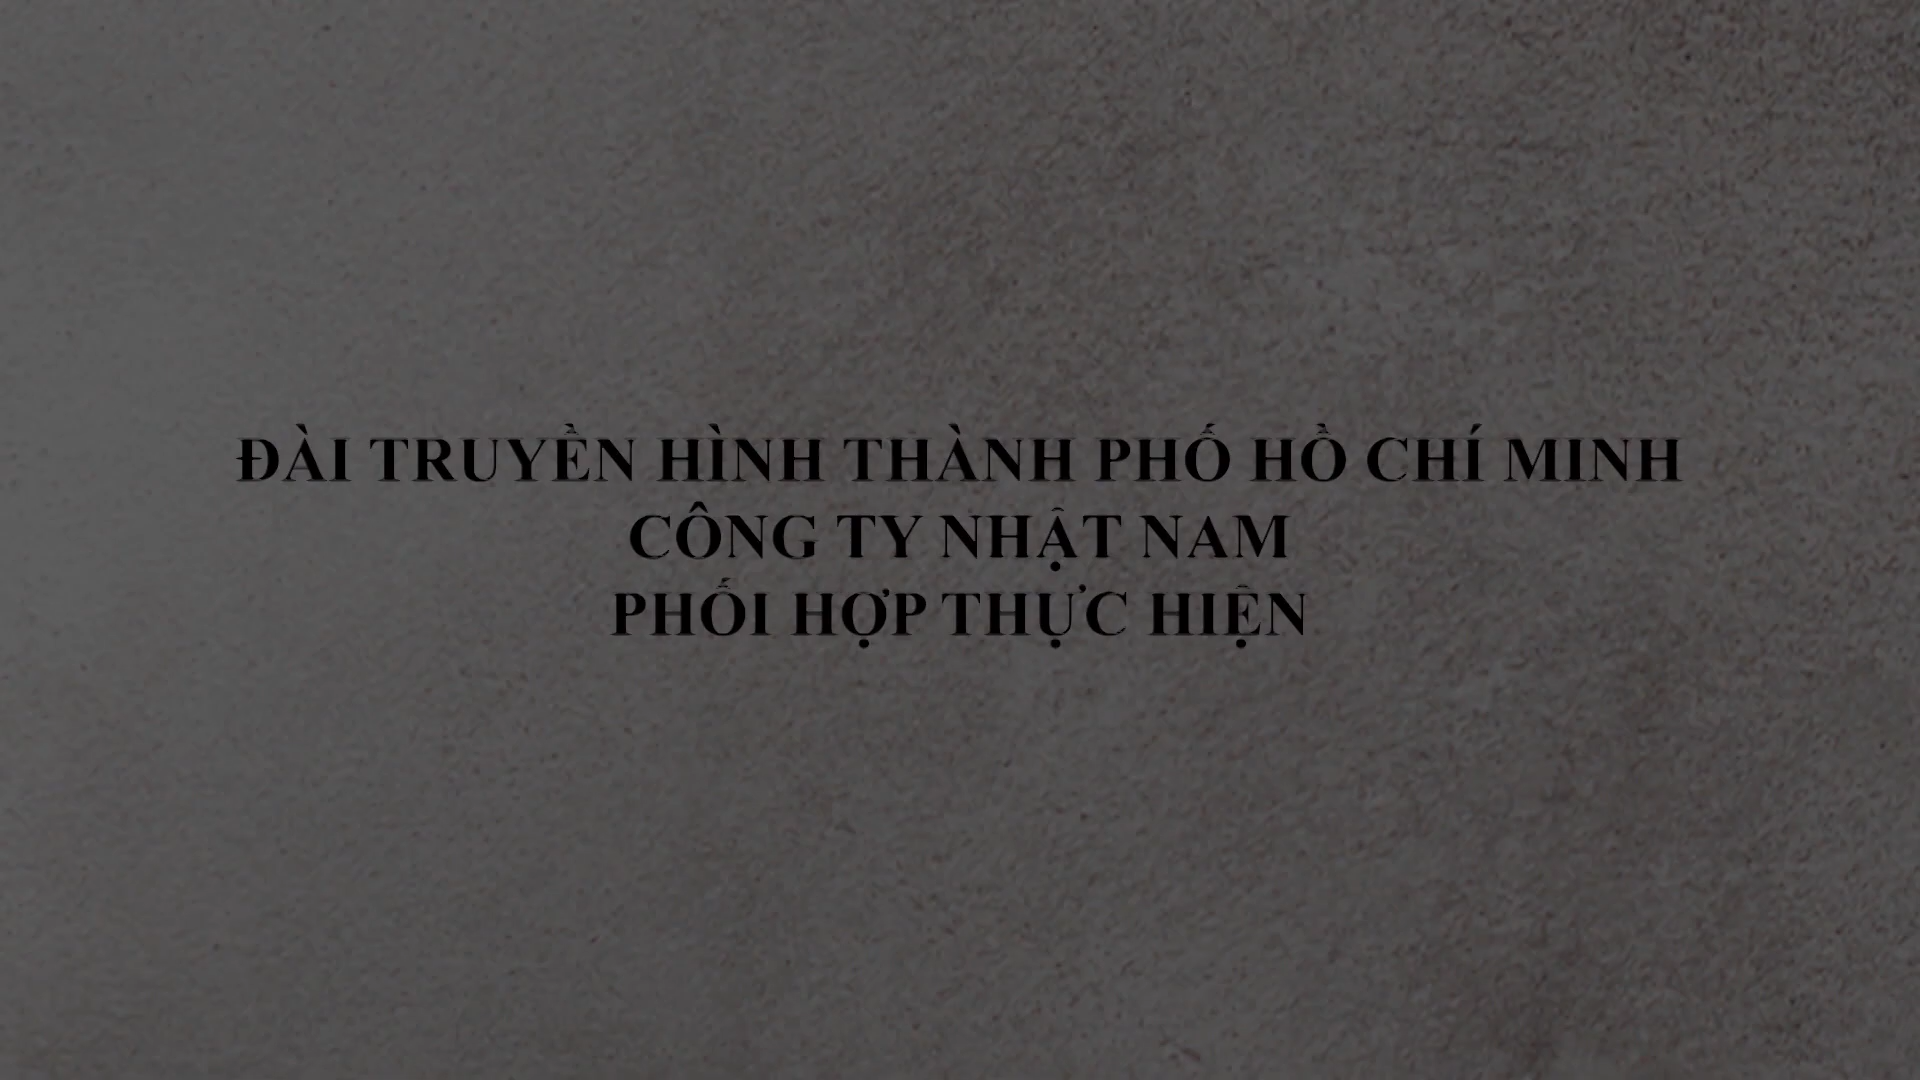 ĐÀI TRUYỀN HÌNH THÀNH PHỐ HỒ CHÍ MINH
CÔNG TY NHẬT NAM
PHỐI HỢP THỰC HIỆN